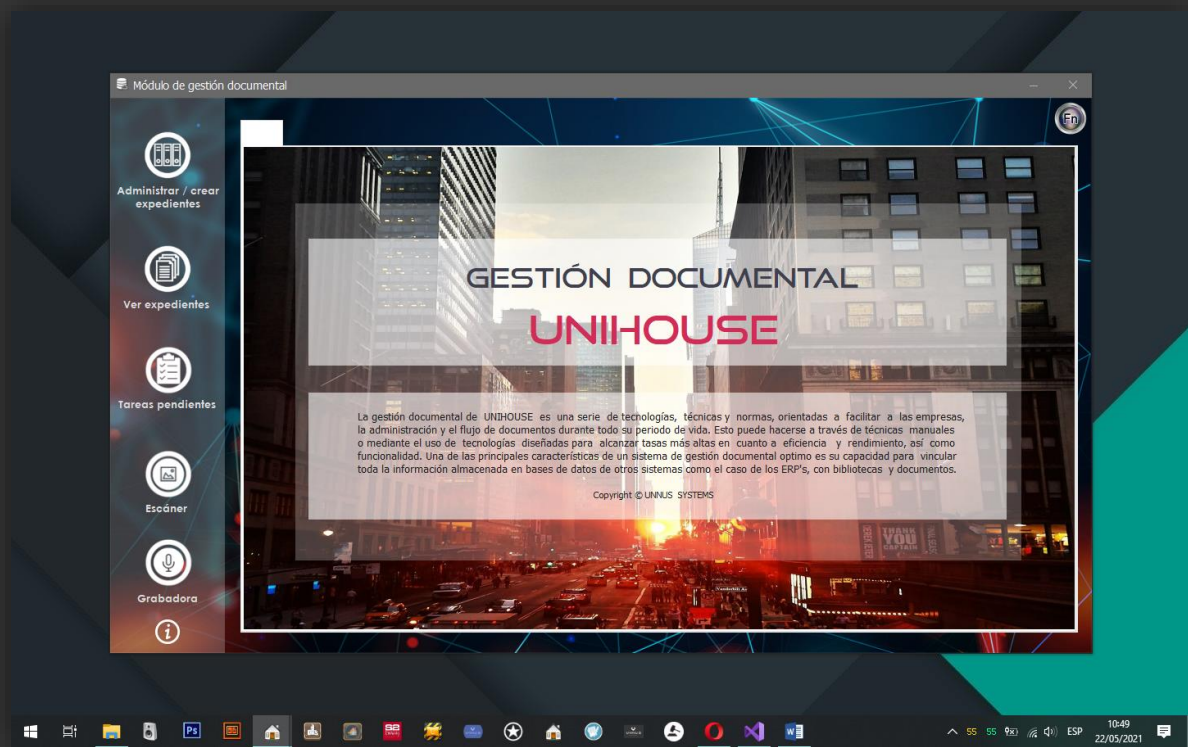 Módulo de gestión documental
Fn
Administrar / crear
expedientes
Ver expedientes
Tareas pendientes
Escáner
Grabadora
i
GESTIÓN DOCUMENTAL
UNIHOUSE
La gestión documental de UNIHOUSE es una serie de tecnologías, técnicas y normas, orientadas a facilitar a las empresas,
la administración y el flujo de documentos durante todo su periodo de vida. Esto puede hacerse a través de técnicas manuales
o mediante el uso de tecnologías diseñadas para alcanzar tasas más altas en cuanto a eficiencia y rendimiento, así como
funcionalidad. Una de las principales características de un sistema de gestión documental optimo es su capacidad para vincular
toda la información almacenada en bases de datos de otros sistemas como el caso de los ERP's, con bibliotecas y documentos.
Copyright © UNNUS SYSTEMS
THANK
YOU
CAPTAIN
Ps
55 55
ESP
10:49
22/05/2021